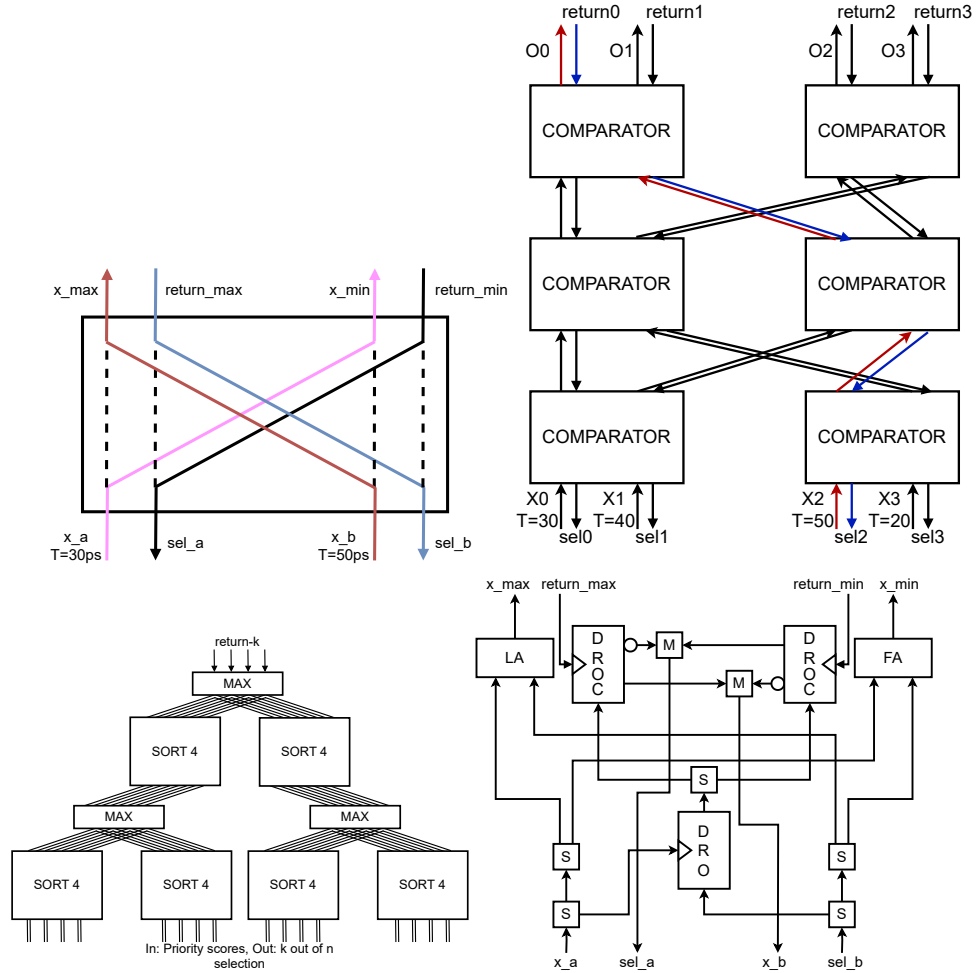 return0 return1 return2 return3
O0 O1 O2 O3
COMPARATOR COMPARATOR
COMPARATOR COMPARATOR
COMPARATOR COMPARATOR
X0 X1 X2 X3
T=30 T=40 T=50 T=20
sel0 sel1 sel2 sel3
x_max return_max x_min return_min
x_a sel_a x_b sel_b
T=30ps T=50ps
return-k
MAX
SORT 4 SORT 4
MAX MAX
SORT 4 SORT 4 SORT 4 SORT 4
In: Priority scores, Out: k out of n
selection
x_max return_max return_min x_min
LA DROC M M DROC FA
S
DRO
S S
S S
x_a sel_a x_b sel_b